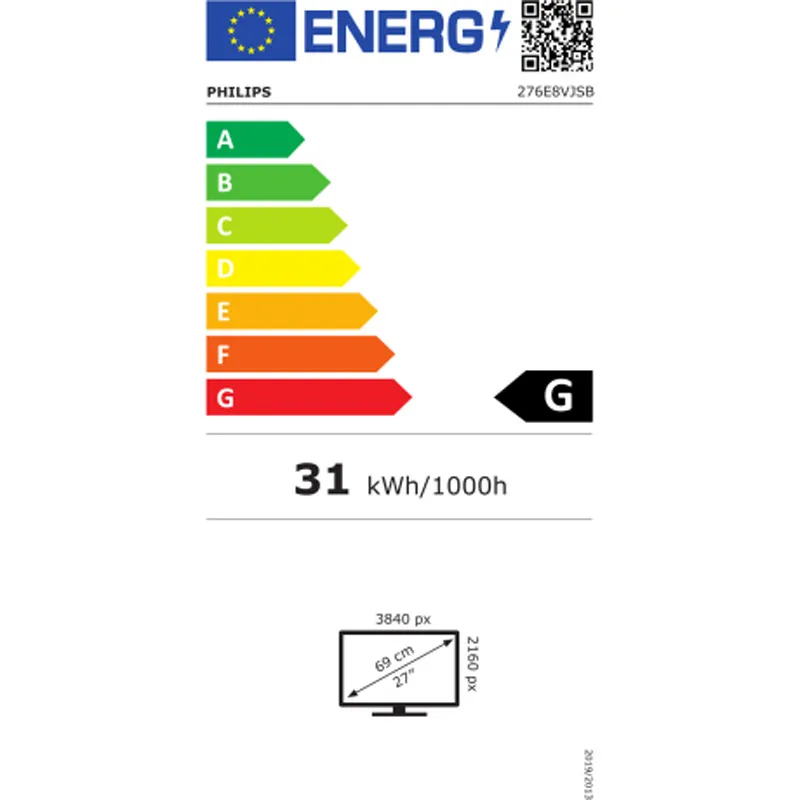 ENERG
PHILIPS 276E8VJSB
A
B
C
D
E
F
G
G
31 kWh/1000h
3840 px
2160 px
69 cm
27"
2019/2013